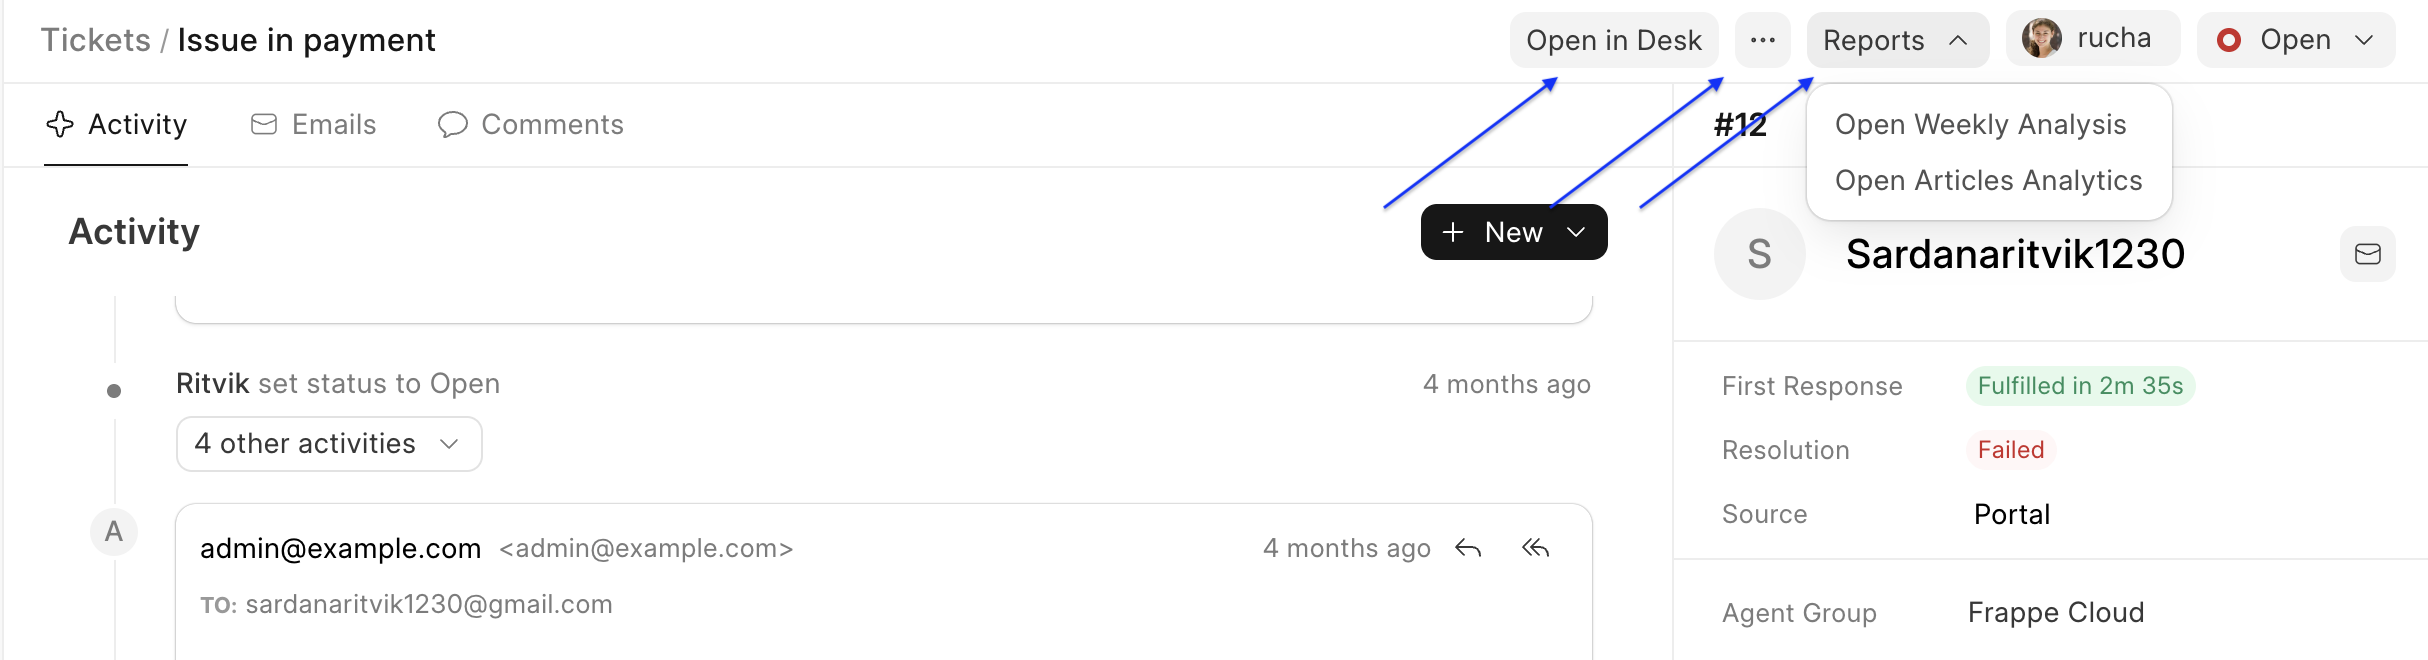 Tickets / Issue in payment
Open in Desk
···
Reports
rucha
Open
Activity
Emails
Comments
#12
Open Weekly Analysis
Open Articles Analytics
Activity
+ New
S
Sardanaritvik1230
Ritvik set status to Open
4 months ago
4 other activities
First Response
Fulfilled in 2m 35s
Resolution
Failed
Source
Portal
A
admin@example.com <admin@example.com>
4 months ago
TO: sardanaritvik1230@gmail.com
Agent Group
Frappe Cloud